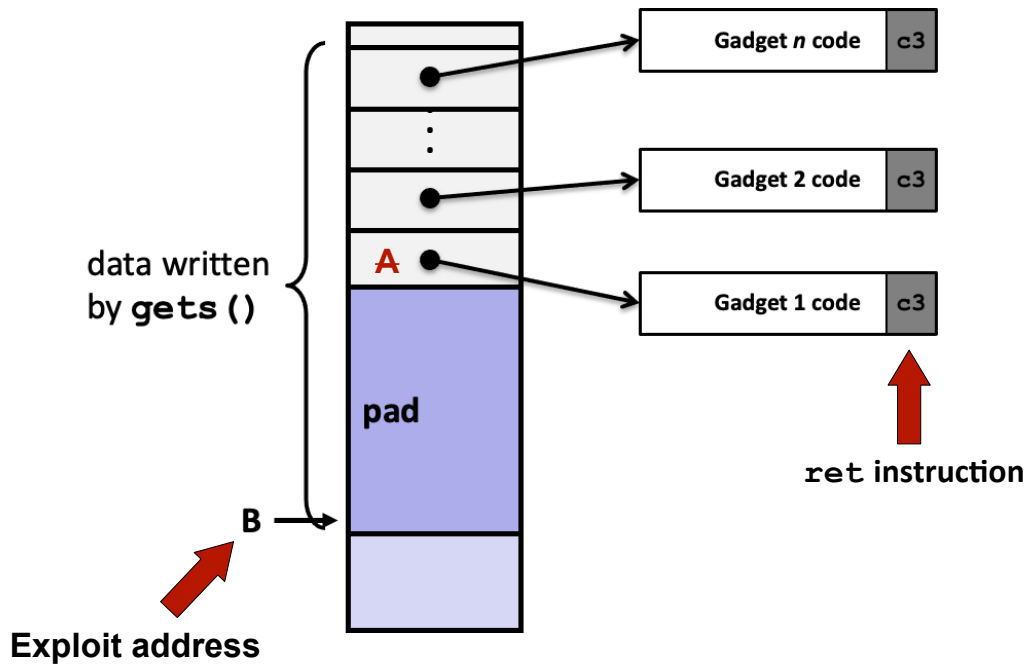 Gadget n code
c3
Gadget 2 code
c3
A
data written
by gets()
Gadget 1 code
c3
pad
ret instruction
B
Exploit address